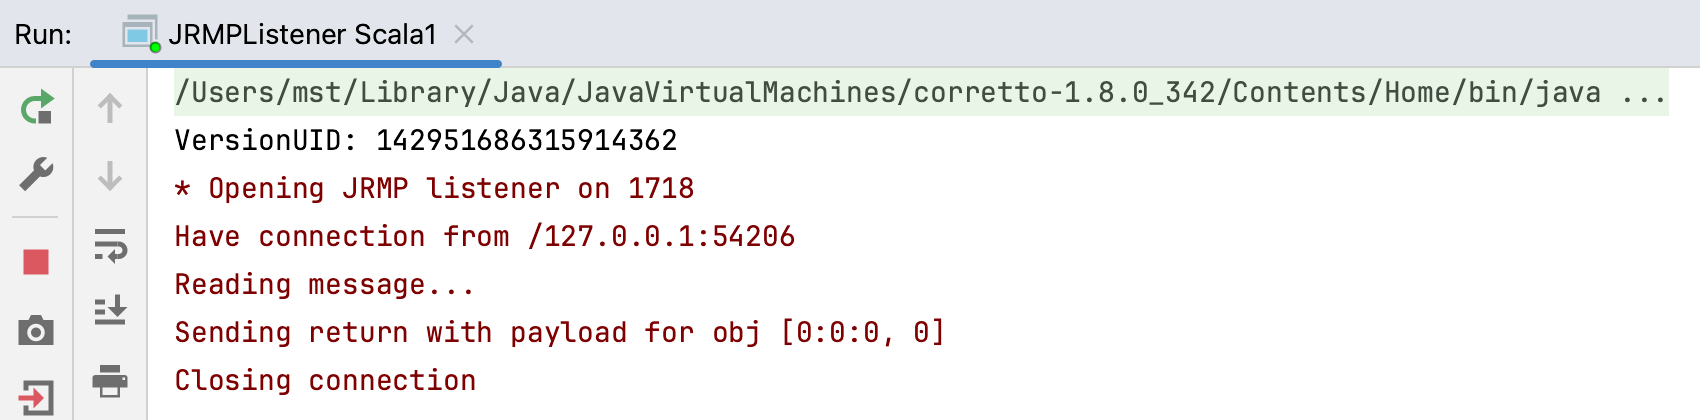 Run: JRMPListener Scala1
/Users/mst/Library/Java/JavaVirtualMachines/corretto-1.8.0_342/Contents/Home/bin/java ...
VersionUID: 142951686315914362
* Opening JRMP listener on 1718
Have connection from /127.0.0.1:54206
Reading message...
Sending return with payload for obj [0:0:0, 0]
Closing connection